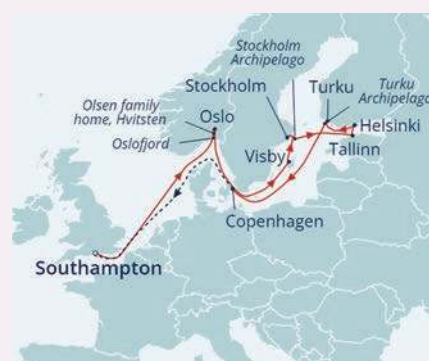 Stockholm
Archipelago
Stockholm
Turku
Turku
Archipelago
Olsen family
home, Hvitsten
Oslo
Oslofjord
Helsinki
Visby
Tallinn
Copenhagen
Southampton